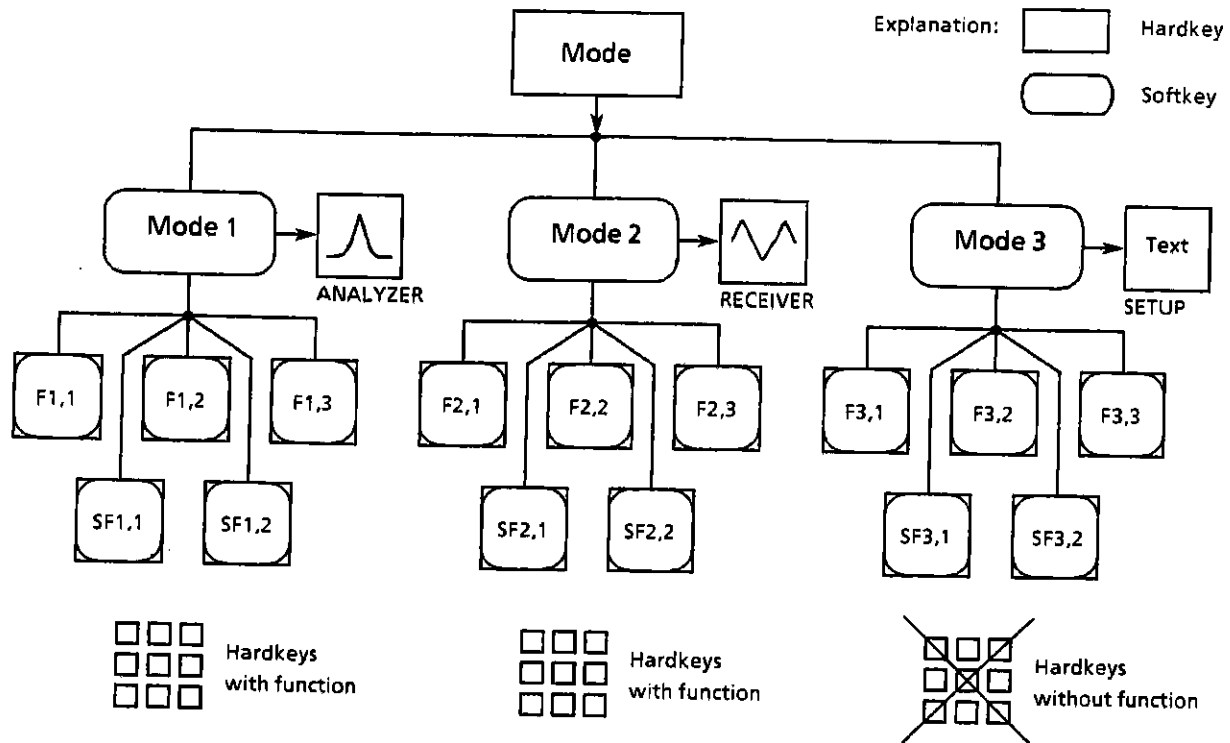 Mode
Explanation:
Hardkey
Softkey
Mode 1
ANALYZER
Mode 2
RECEIVER
Mode 3
Text
SETUP
F1,1
F1,2
F1,3
F2,1
F2,2
F2,3
F3,1
F3,2
F3,3
SF1,1
SF1,2
SF2,1
SF2,2
SF3,1
SF3,2
Hardkeys
with function
Hardkeys
with function
Hardkeys
without function